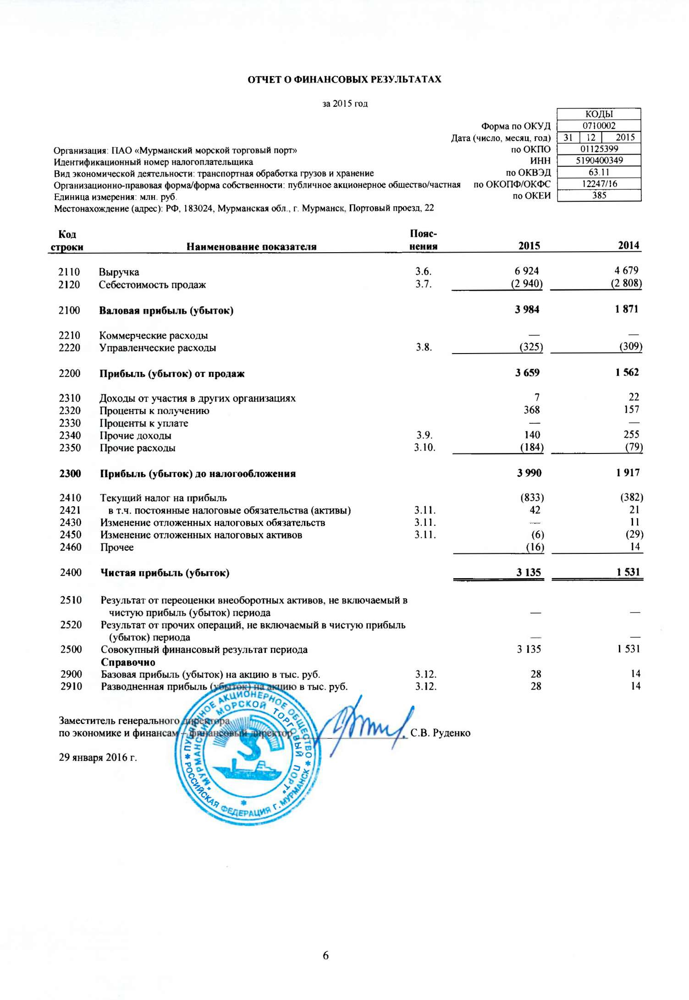 ОТЧЕТ О ФИНАНСОВЫХ РЕЗУЛЬТАТАХ
за 2015 год
КОДЫ
Форма по ОКУД 0710002
Дата (число, месяц, год) 31 12 2015
Организация: ПАО «Мурманский морской торговый порт» по ОКПО 01125399
Идентификационный номер налогоплательщика ИНН 5190400349
Вид экономической деятельности: транспортная обработка грузов и хранение по ОКВЭД 63.11
Организационно-правовая форма/форма собственности: публичное акционерное общество/частная по ОКОПФ/ОКФС 12247/16
Единица измерения: млн. руб. по ОКЕИ 385
Местонахождение (адрес): РФ, 183024, Мурманская обл., г. Мурманск, Портовый проезд, 22
Код строки Наименование показателя Пояс-нения 2015 2014
2110 Выручка 3.6. 6 924 4 679
2120 Себестоимость продаж 3.7. (2 940) (2 808)
2100 Валовая прибыль (убыток) 3 984 1 871
2210 Коммерческие расходы — —
2220 Управленческие расходы 3.8. (325) (309)
2200 Прибыль (убыток) от продаж 3 659 1 562
2310 Доходы от участия в других организациях 7 22
2320 Проценты к получению 368 157
2330 Проценты к уплате — —
2340 Прочие доходы 3.9. 140 255
2350 Прочие расходы 3.10. (184) (79)
2300 Прибыль (убыток) до налогообложения 3 990 1 917
2410 Текущий налог на прибыль (833) (382)
2421 в т.ч. постоянные налоговые обязательства (активы) 3.11. 42 21
2430 Изменение отложенных налоговых обязательств 3.11. — 11
2450 Изменение отложенных налоговых активов 3.11. (6) (29)
2460 Прочее (16) 14
2400 Чистая прибыль (убыток) 3 135 1 531
2510 Результат от переоценки внеоборотных активов, не включаемый в
чистую прибыль (убыток) периода — —
2520 Результат от прочих операций, не включаемый в чистую прибыль
(убыток) периода — —
2500 Совокупный финансовый результат периода 3 135 1 531
Справочно
2900 Базовая прибыль (убыток) на акцию в тыс. руб. 3.12. 28 14
2910 Разводненная прибыль (убыток) на акцию в тыс. руб. 3.12. 28 14
Заместитель генерального директора
по экономике и финансам – финансовый директор С.В. Руденко
29 января 2016 г.
* ПУБЛИЧНОЕ АКЦИОНЕРНОЕ ОБЩЕСТВО *
РОССИЙСКАЯ ФЕДЕРАЦИЯ Г. МУРМАНСК
"МУРМАНСКИЙ МОРСКОЙ ТОРГОВЫЙ ПОРТ"
6